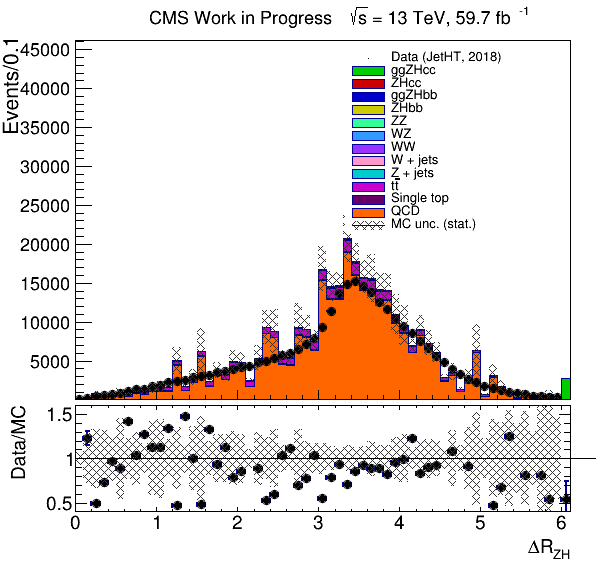 CMS Work in Progress √s = 13 TeV, 59.7 fb⁻¹
Events/0.1
45000
40000
35000
30000
25000
20000
15000
10000
5000
Data (JetHT, 2018)
ggZHcc
ZHcc
ggZHbb
ZHbb
ZZ
WZ
WW
W + jets
Z + jets
tt̅
Single top
QCD
MC unc. (stat.)
Data/MC
1.5
1
0.5
0 1 2 3 4 5 6
ΔR_ZH